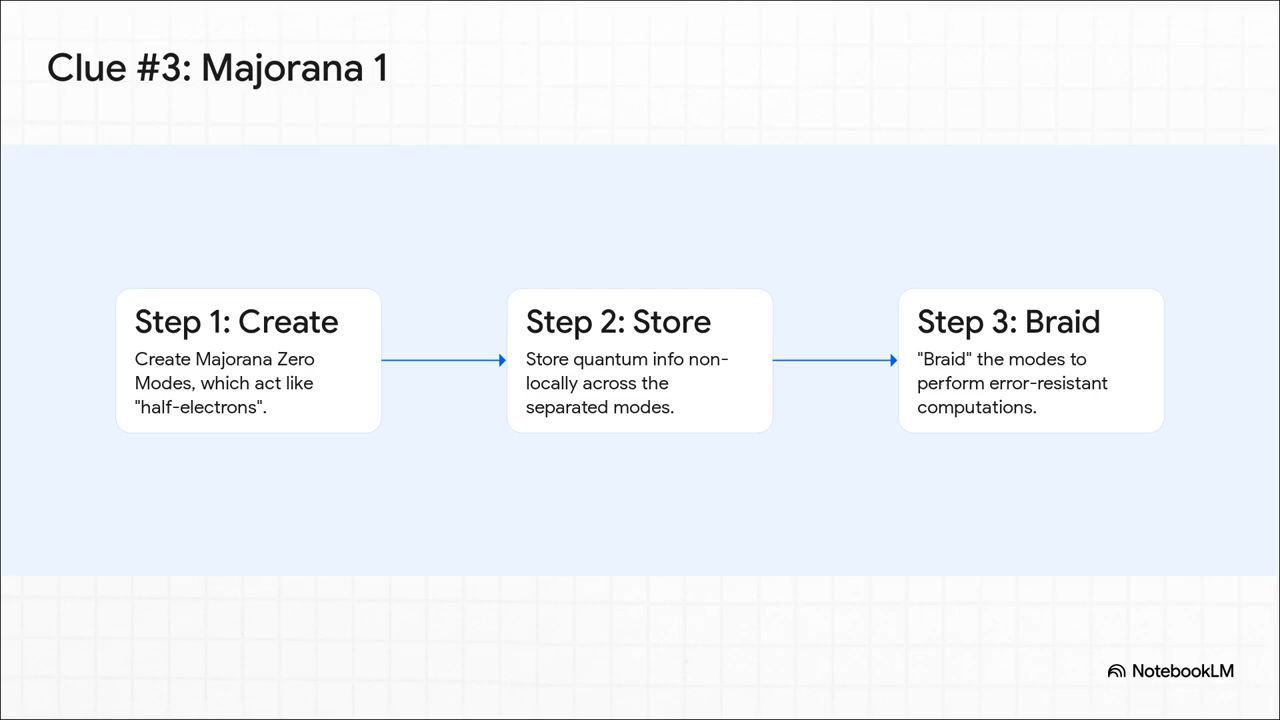 Clue #3: Majorana 1
Step 1: Create
Create Majorana Zero
Modes, which act like
"half-electrons".
Step 2: Store
Store quantum info non-
locally across the
separated modes.
Step 3: Braid
"Braid" the modes to
perform error-resistant
computations.
NotebookLM